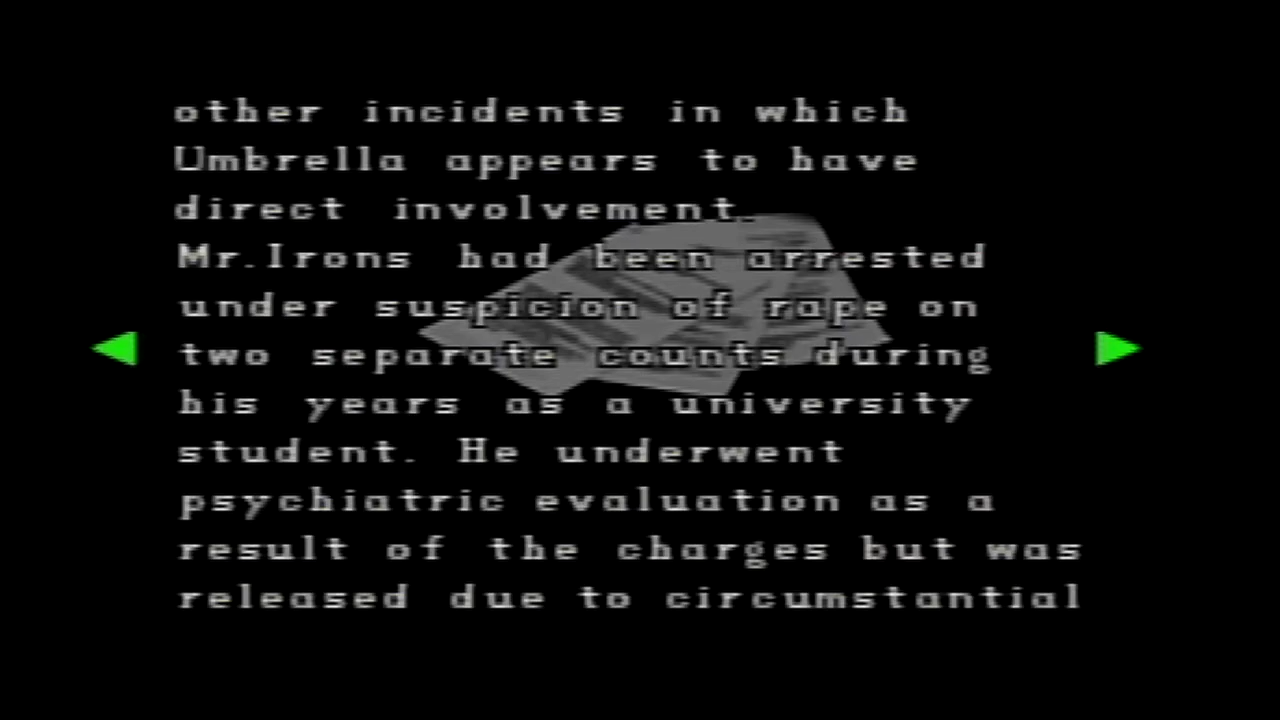 other incidents in which
Umbrella appears to have
direct involvement.
Mr.Irons had been arrested
under suspicion of rape on
two separate counts during
his years as a university
student. He underwent
psychiatric evaluation as a
result of the charges but was
released due to circumstantial